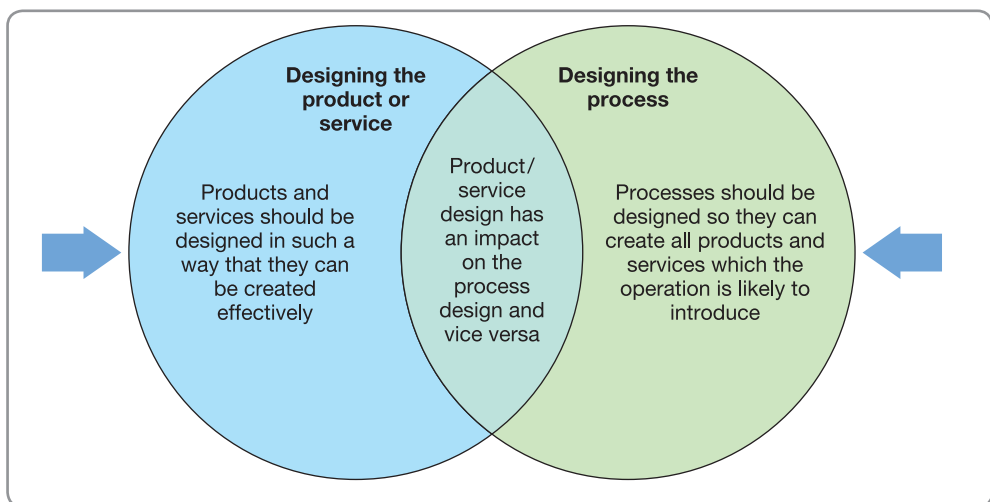 Designing the
product or
service
Products and
services should be
designed in such a
way that they can
be created
effectively
Product/
service
design has
an impact
on the
process
design and
vice versa
Designing the
process
Processes should be
designed so they can
create all products and
services which the
operation is likely to
introduce